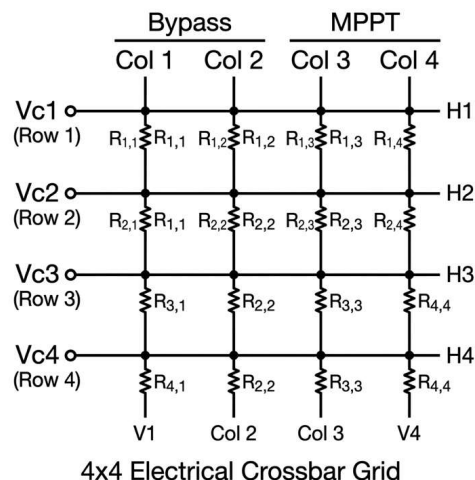 Bypass MPPT
Col 1 Col 2 Col 3 Col 4
Vc1 H1
(Row 1) R1,1 R1,1 R1,2 R1,2 R1,3 R1,3 R1,4
Vc2 H2
(Row 2) R2,1 R1,1 R2,2 R2,2 R2,3 R2,3 R2,4
Vc3 H3
(Row 3) R3,1 R2,2 R3,3 R4,4
Vc4 H4
(Row 4) R4,1 R2,2 R3,3 R4,4
V1 Col 2 Col 3 V4
4x4 Electrical Crossbar Grid